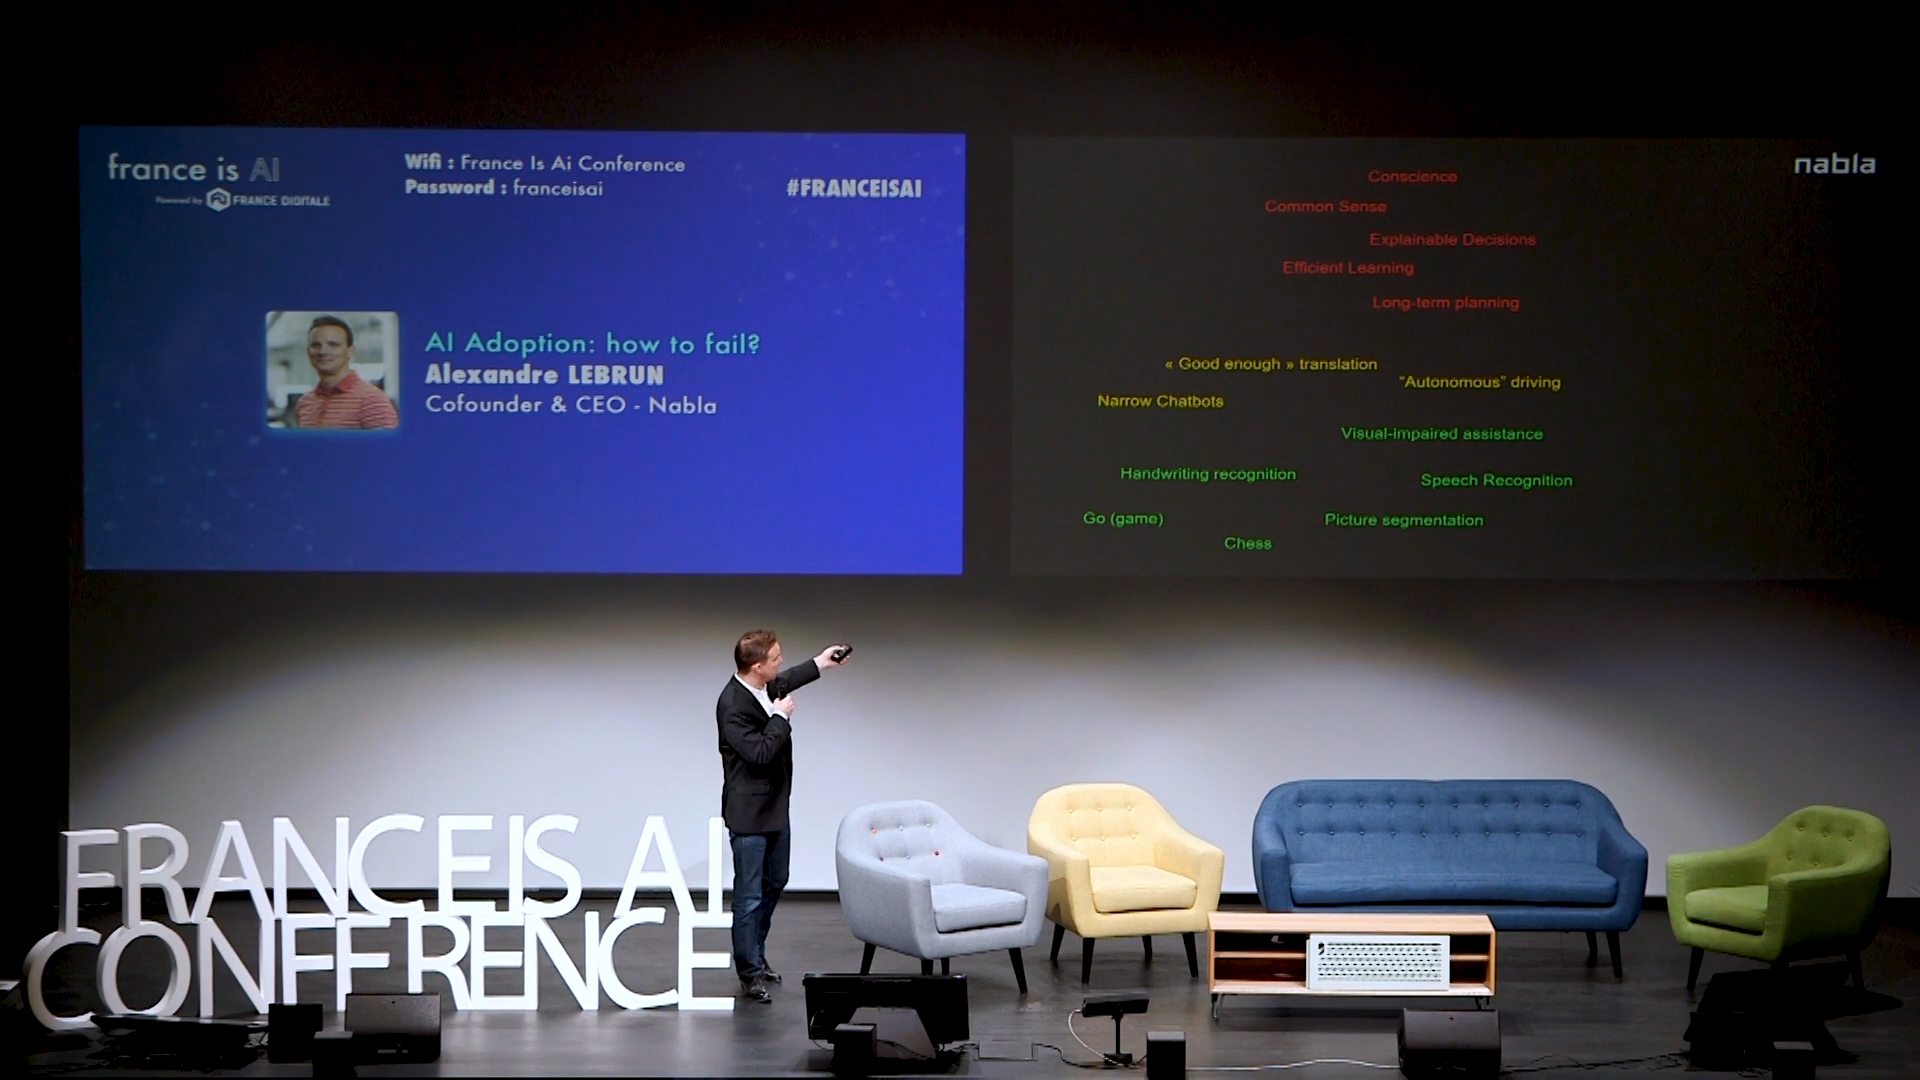 france is AI
Powered by FRANCE DIGITALE
Wifi : France Is Ai Conference
Password : franceisai
#FRANCEISAI
AI Adoption: how to fail?
Alexandre LEBRUN
Cofounder & CEO - Nabla
nabla
Conscience
Common Sense
Explainable Decisions
Efficient Learning
Long-term planning
« Good enough » translation
“Autonomous” driving
Narrow Chatbots
Visual-impaired assistance
Handwriting recognition
Speech Recognition
Go (game)
Picture segmentation
Chess
FRANCE IS AI
CONFERENCE